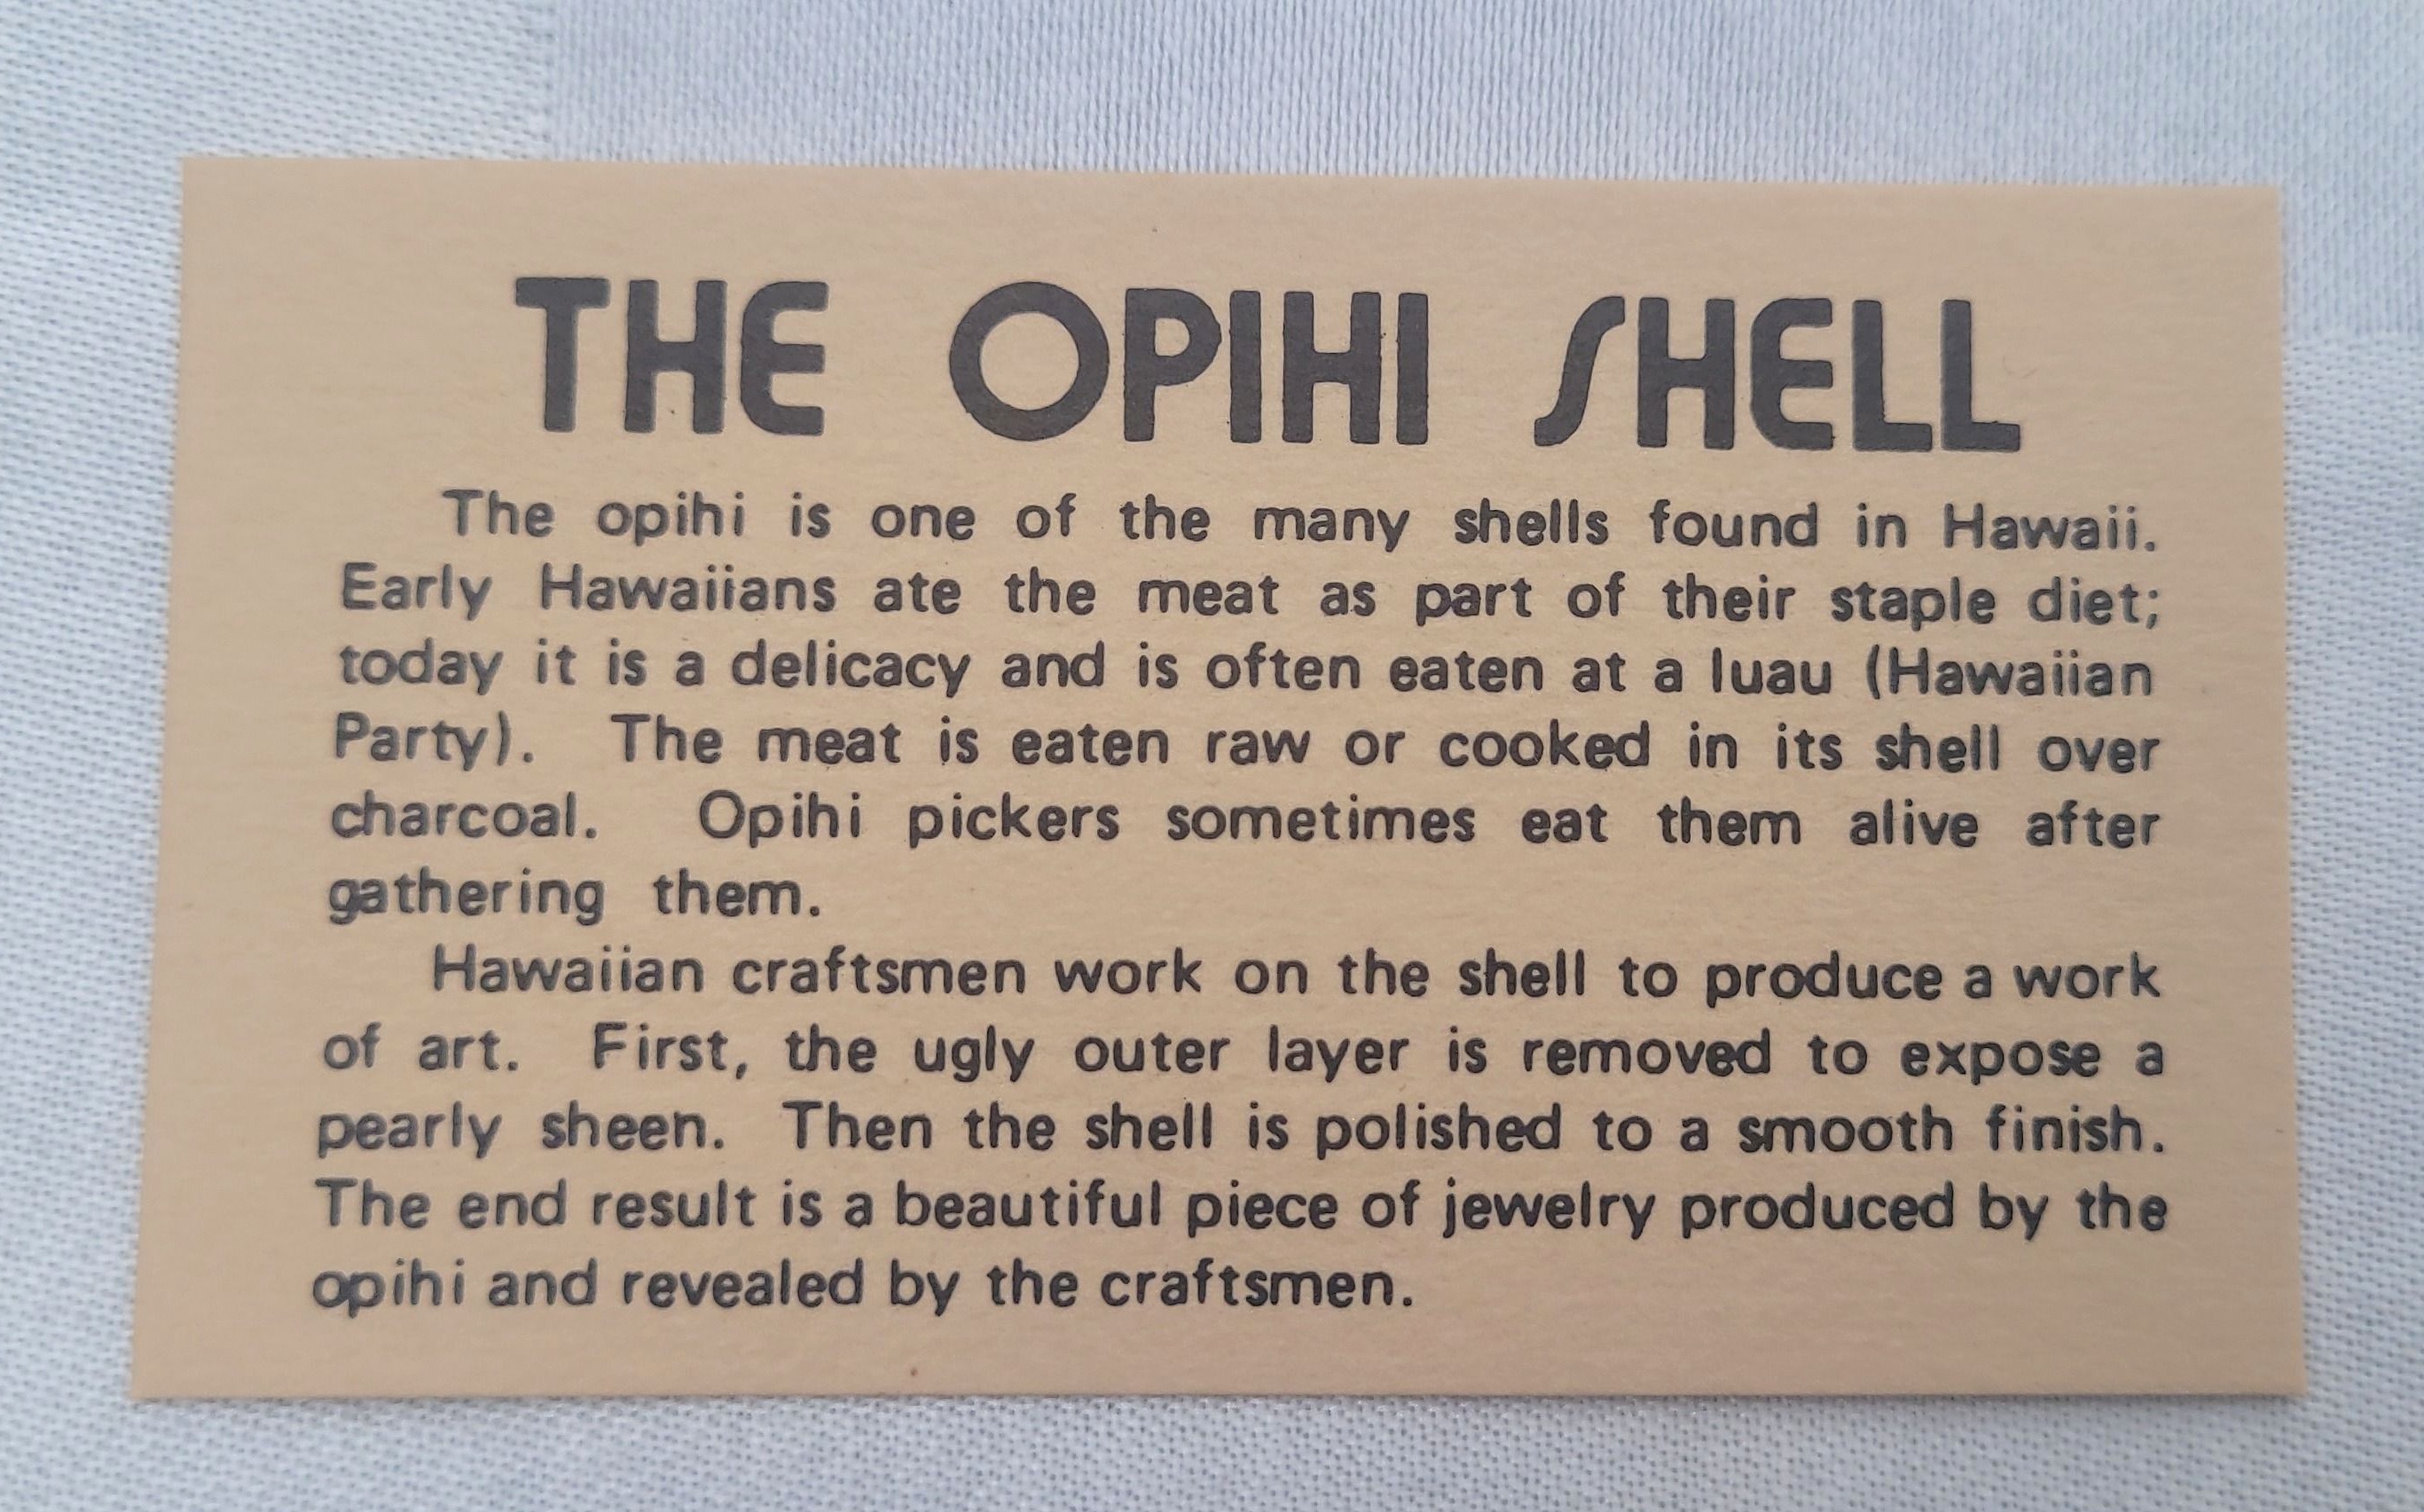 THE OPIHI SHELL
The opihi is one of the many shells found in Hawaii.
Early Hawaiians ate the meat as part of their staple diet;
today it is a delicacy and is often eaten at a luau (Hawaiian
Party). The meat is eaten raw or cooked in its shell over
charcoal. Opihi pickers sometimes eat them alive after
gathering them.
Hawaiian craftsmen work on the shell to produce a work
of art. First, the ugly outer layer is removed to expose a
pearly sheen. Then the shell is polished to a smooth finish.
The end result is a beautiful piece of jewelry produced by the
opihi and revealed by the craftsmen.